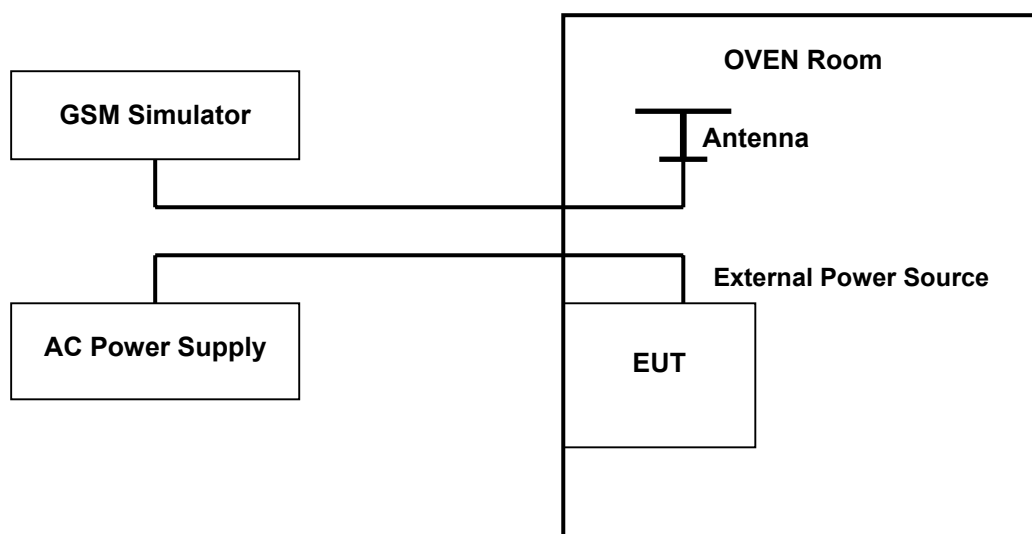 OVEN Room
GSM Simulator
Antenna
External Power Source
AC Power Supply
EUT